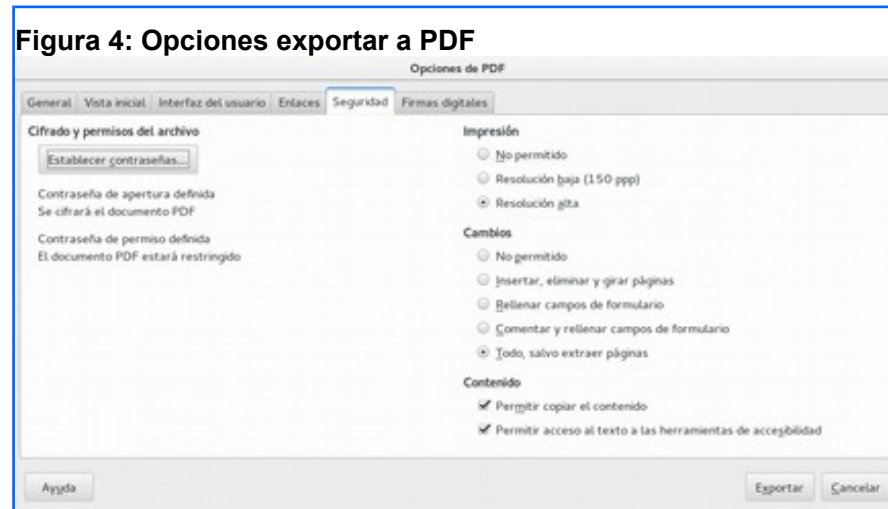 Figura 4: Opciones exportar a PDF
Opciones de PDF
General Vista inicial Interfaz del usuario Enlaces Seguridad Firmas digitales
Cifrado y permisos del archivo
Establecer contraseñas...
Contraseña de apertura definida
Se cifrará el documento PDF
Contraseña de permiso definida
El documento PDF estará restringido
Impresión
No permitido
Resolución baja (150 ppp)
Resolución alta
Cambios
No permitido
Insertar, eliminar y girar páginas
Rellenar campos de formulario
Comentar y rellenar campos de formulario
Todo, salvo extraer páginas
Contenido
Permitir copiar el contenido
Permitir acceso al texto a las herramientas de accesibilidad
Ayuda Exportar Cancelar